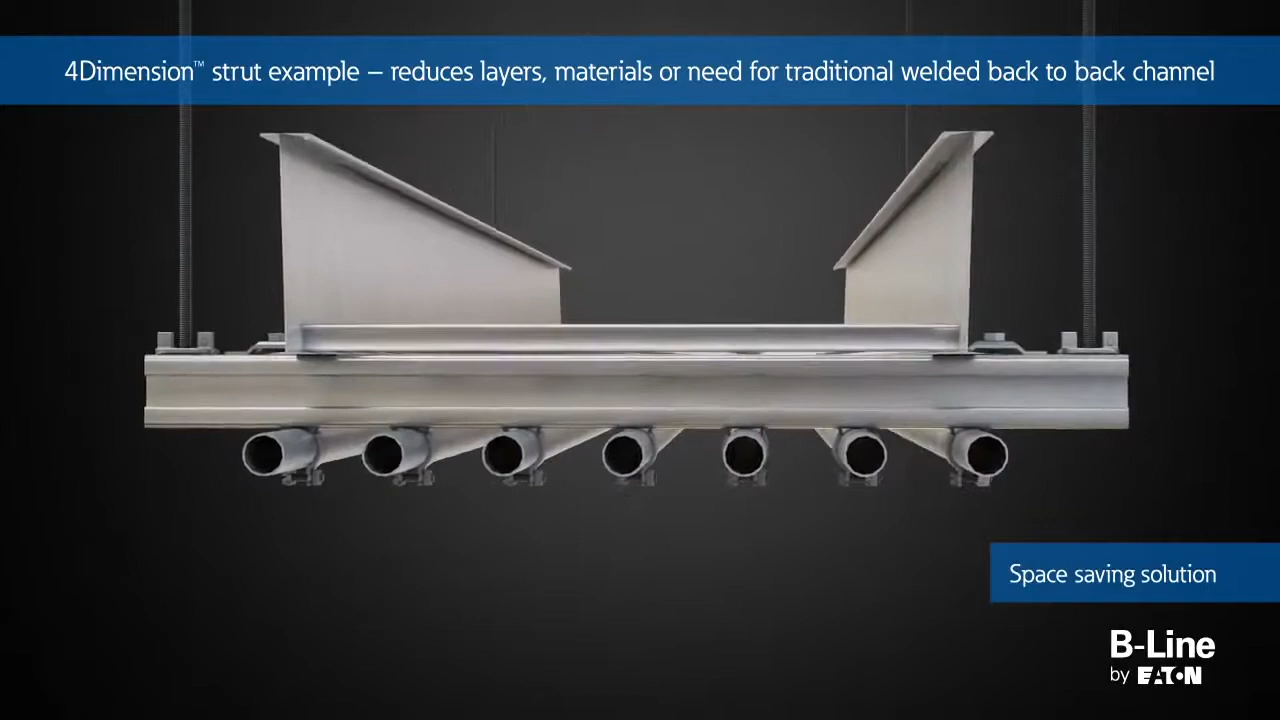 4Dimension™ strut example – reduces layers, materials or need for traditional welded back to back channel
Space saving solution
B-Line
by EATON